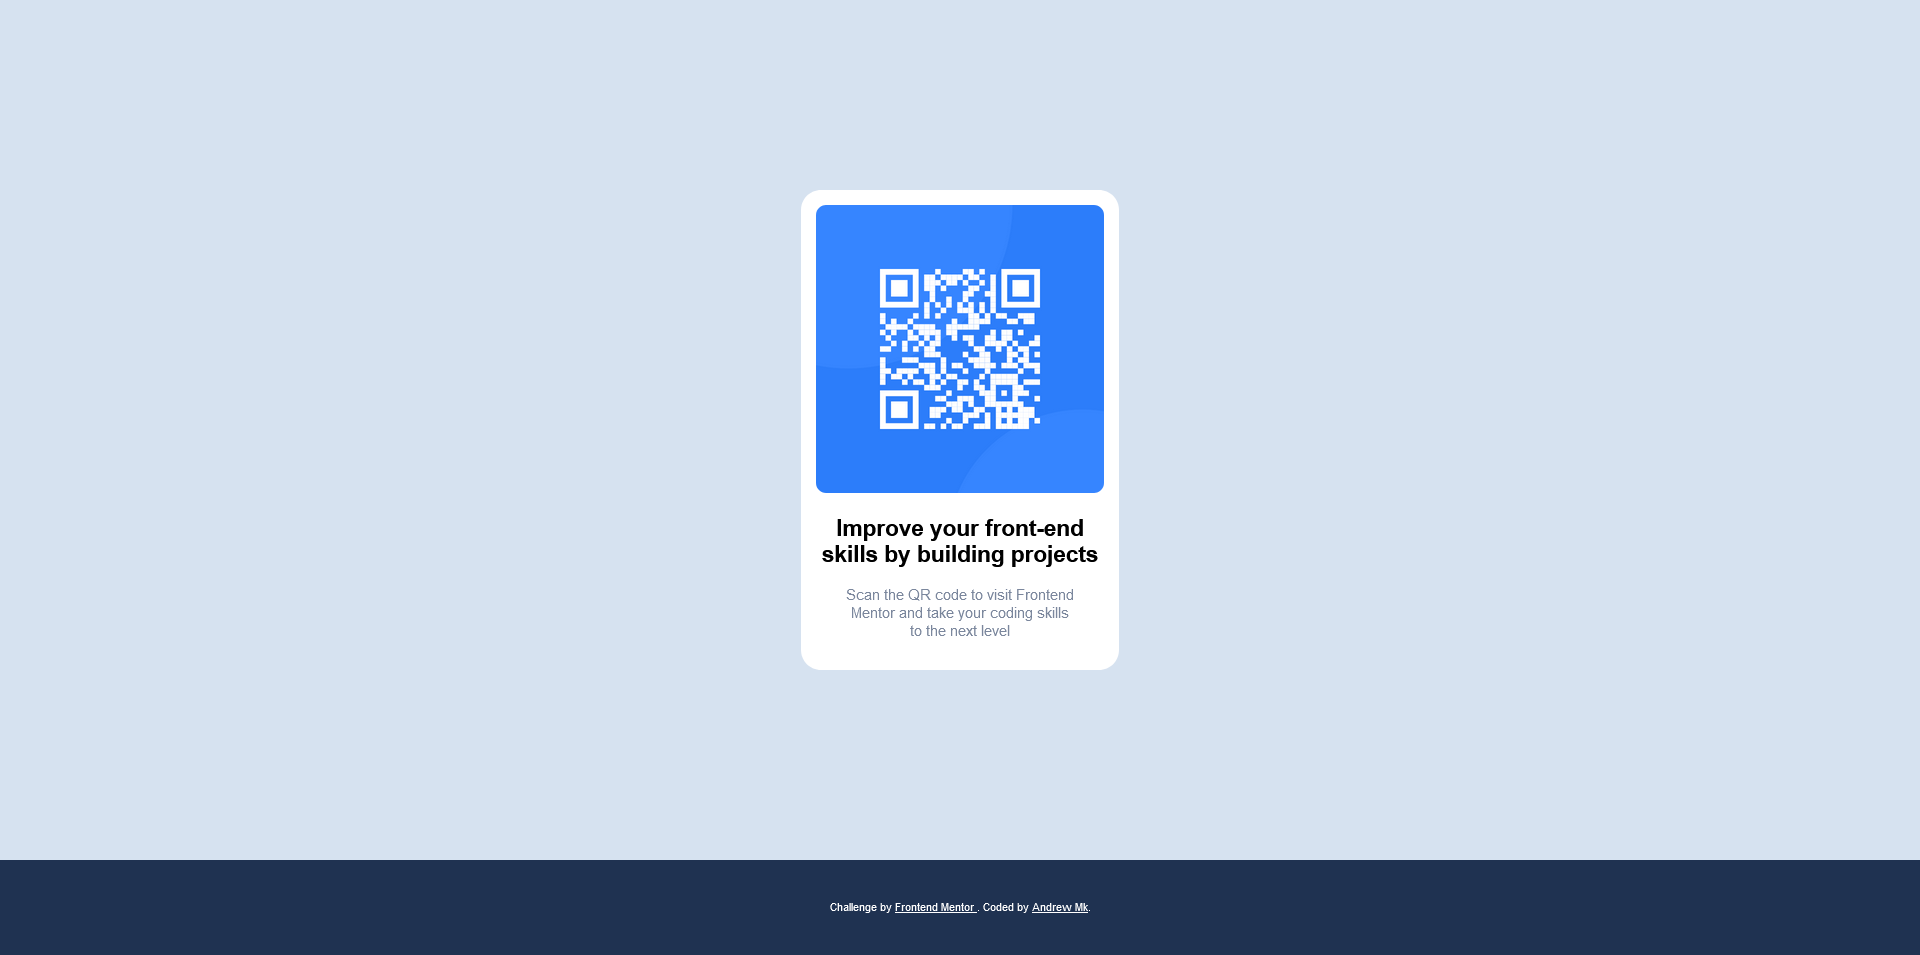 Improve your front-end
skills by building projects
Scan the QR code to visit Frontend
Mentor and take your coding skills
to the next level
Challenge by Frontend Mentor . Coded by Andrew Mk.